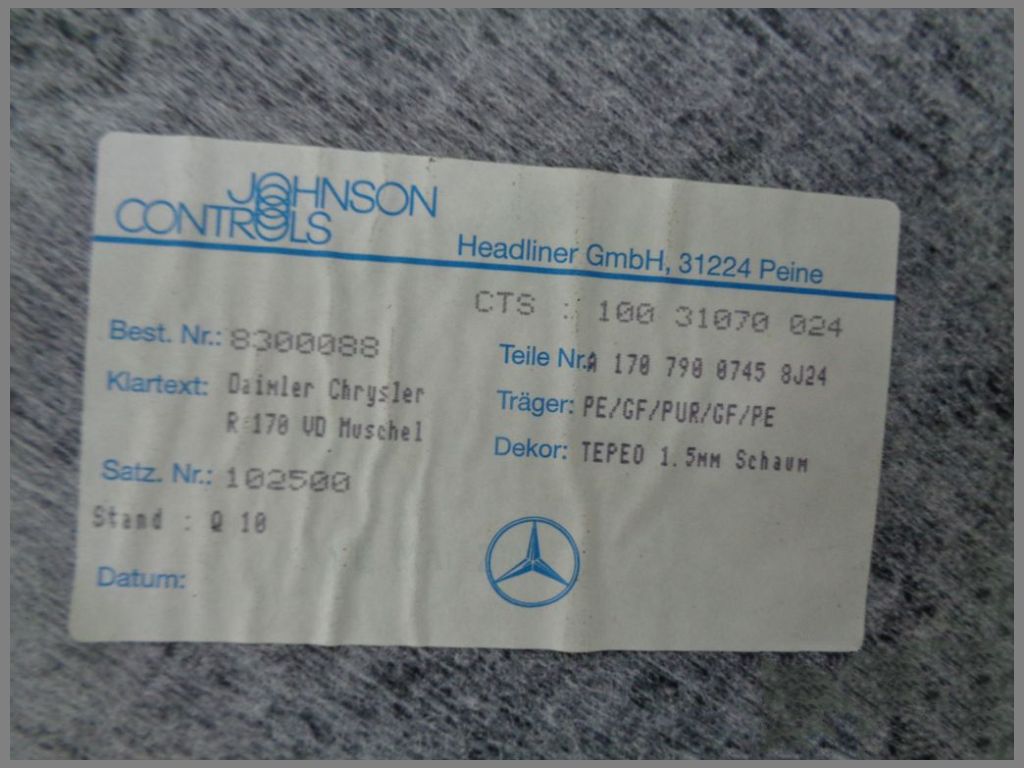 JOHNSON
CONTROLS
Headliner GmbH, 31224 Peine
CTS : 100 31070 024
Best. Nr.: 8300088
Teile Nr. A 170 790 0745 8J24
Klartext: Daimler Chrysler
R 170 VD Muschel
Träger: PE/GF/PUR/GF/PE
Dekor: TEPEO 1.5mm Schaum
Satz. Nr.: 102500
Stand : Q 10
Datum: